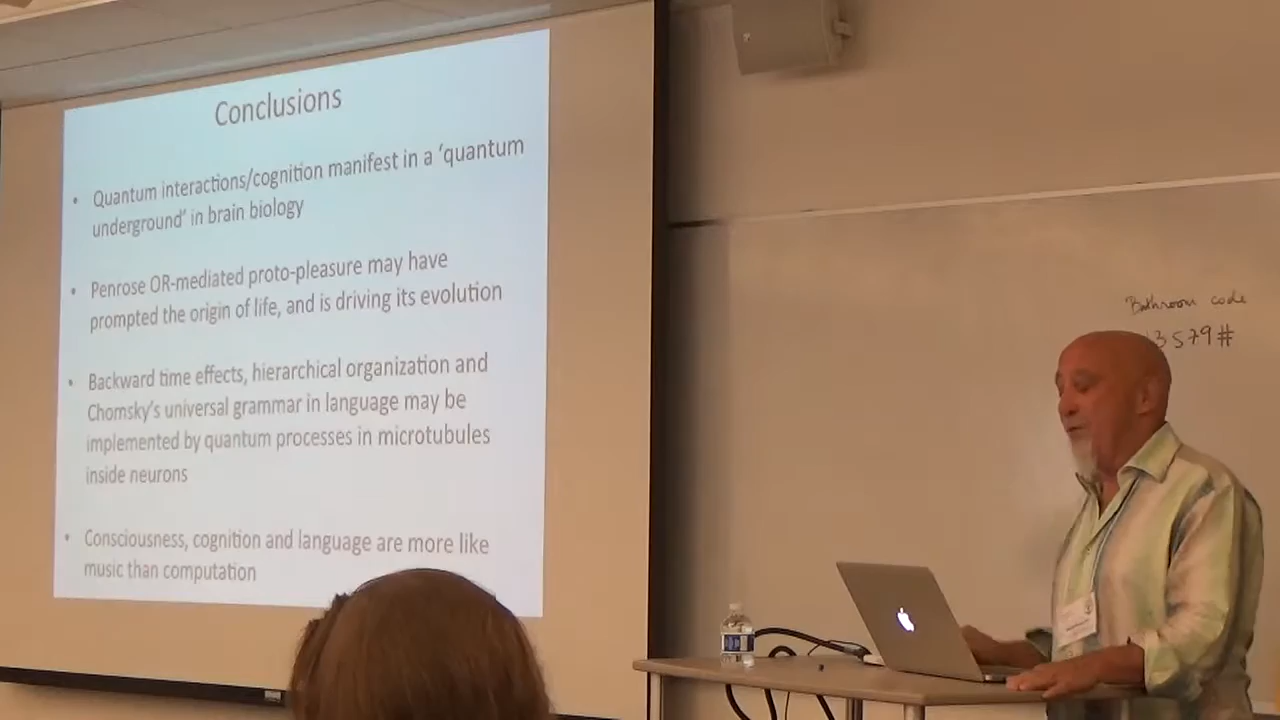 Conclusions
• Quantum interactions/cognition manifest in a ‘quantum
underground’ in brain biology
• Penrose OR-mediated proto-pleasure may have
prompted the origin of life, and is driving its evolution
• Backward time effects, hierarchical organization and
Chomsky's universal grammar in language may be
implemented by quantum processes in microtubules
inside neurons
• Consciousness, cognition and language are more like
music than computation
Bathroom code
13579#